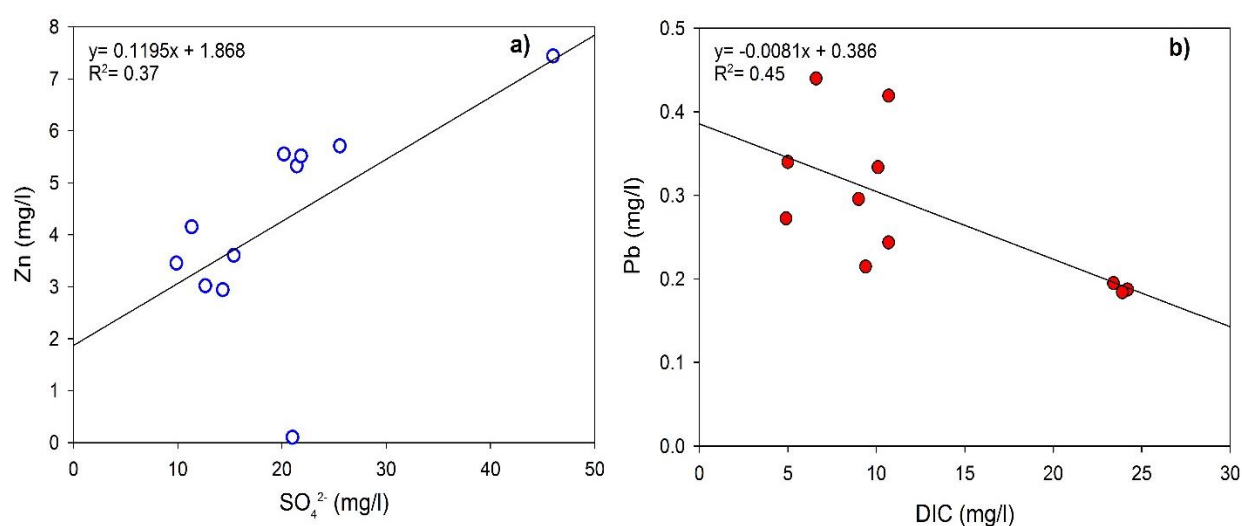 y= 0.1195x + 1.868
R²= 0.37
a)
8
7
6
5
4
3
2
1
0
Zn (mg/l)
0 10 20 30 40 50
SO₄²⁻ (mg/l)
y= -0.0081x + 0.386
R²= 0.45
b)
0.5
0.4
0.3
0.2
0.1
0.0
Pb (mg/l)
0 5 10 15 20 25 30
DIC (mg/l)